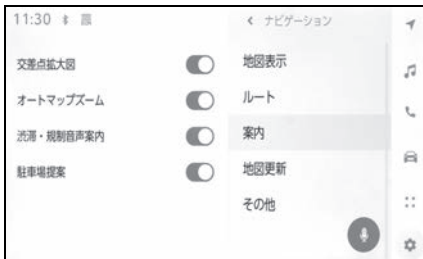 11:30
交差点拡大図
オートマップズーム
渋滞・規制音声案内
駐車場提案
ナビゲーション
地図表示
ルート
案内
地図更新
その他